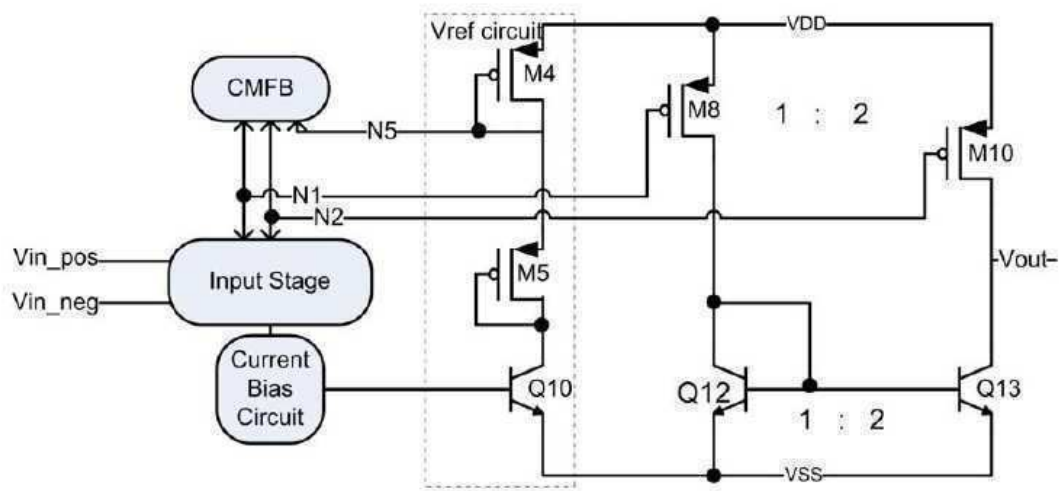 Vref circuit
VDD
M4
CMFB
M8
1 : 2
N5
M10
N1
N2
Vin_pos
Input Stage
M5
Vout
Vin_neg
Current
Bias
Circuit
Q10
Q12
Q13
1 : 2
VSS